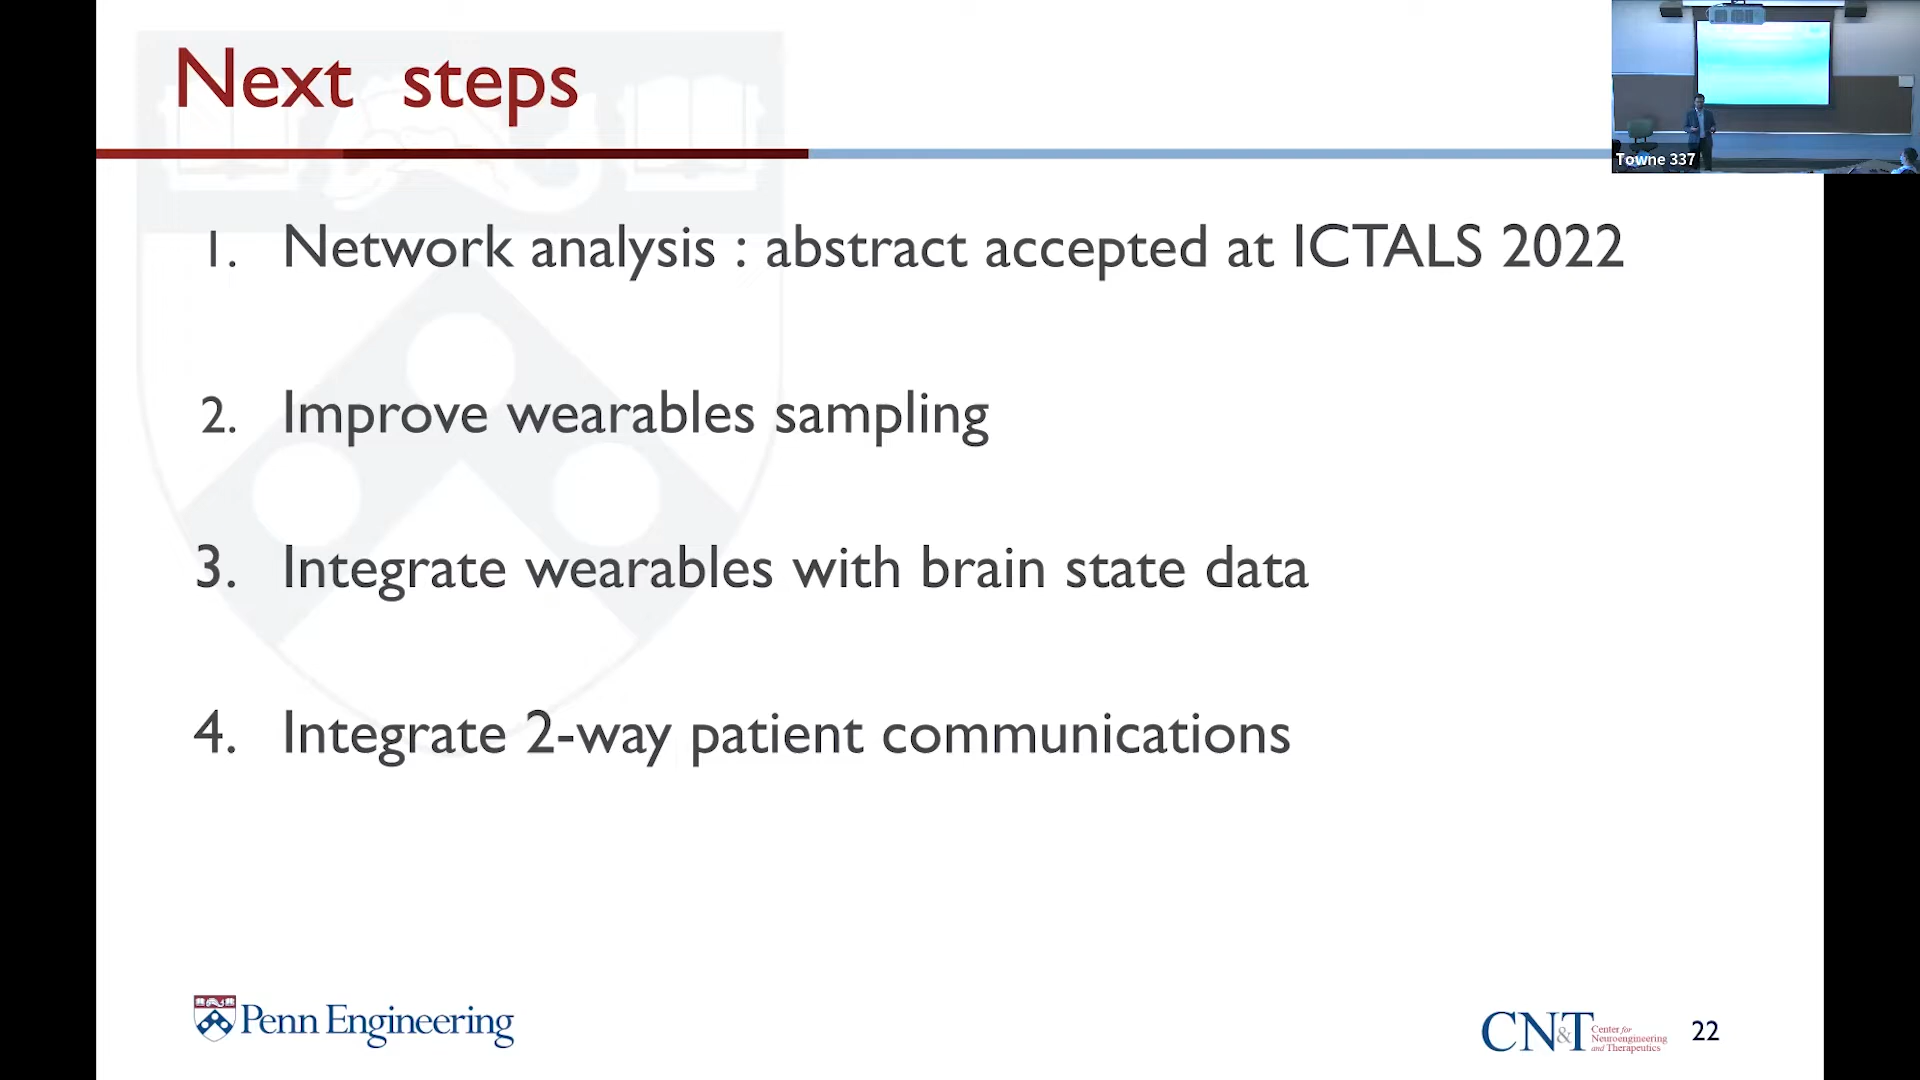 Next steps
Towne 337
1. Network analysis : abstract accepted at ICTALS 2022
2. Improve wearables sampling
3. Integrate wearables with brain state data
4. Integrate 2-way patient communications
Penn Engineering
CN&T Center for
Neuroengineering
and Therapeutics
22